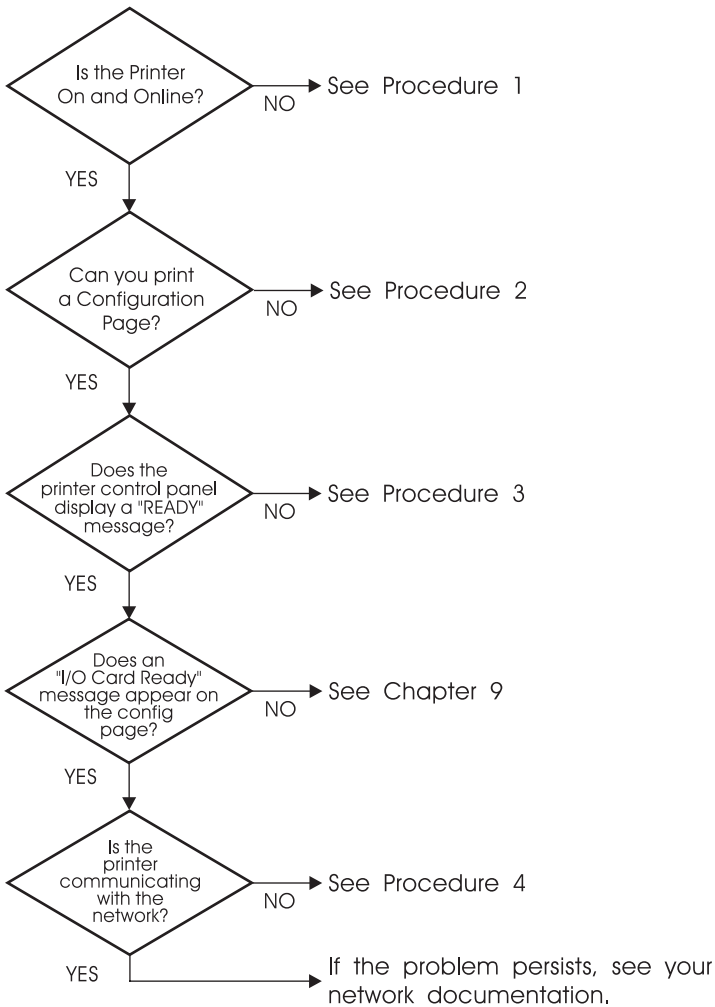 Is the Printer
On and Online?
NO
See Procedure 1
YES
Can you print
a Configuration
Page?
NO
See Procedure 2
YES
Does the
printer control panel
display a "READY"
message?
NO
See Procedure 3
YES
Does an
"I/O Card Ready"
message appear on
the config
page?
NO
See Chapter 9
YES
Is the
printer
communicating
with the
network?
NO
See Procedure 4
YES
If the problem persists, see your
network documentation,